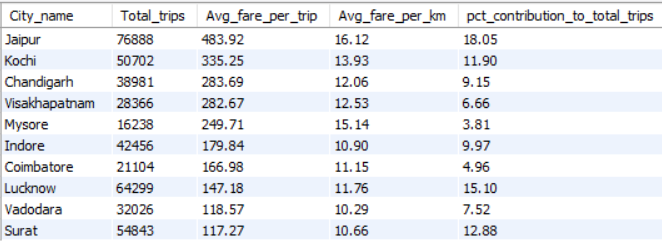 City_name Total_trips Avg_fare_per_trip Avg_fare_per_km pct_contribution_to_total_trips
Jaipur 76888 483.92 16.12 18.05
Kochi 50702 335.25 13.93 11.90
Chandigarh 38981 283.69 12.06 9.15
Visakhapatnam 28366 282.67 12.53 6.66
Mysore 16238 249.71 15.14 3.81
Indore 42456 179.84 10.90 9.97
Coimbatore 21104 166.98 11.15 4.96
Lucknow 64299 147.18 11.76 15.10
Vadodara 32026 118.57 10.29 7.52
Surat 54843 117.27 10.66 12.88